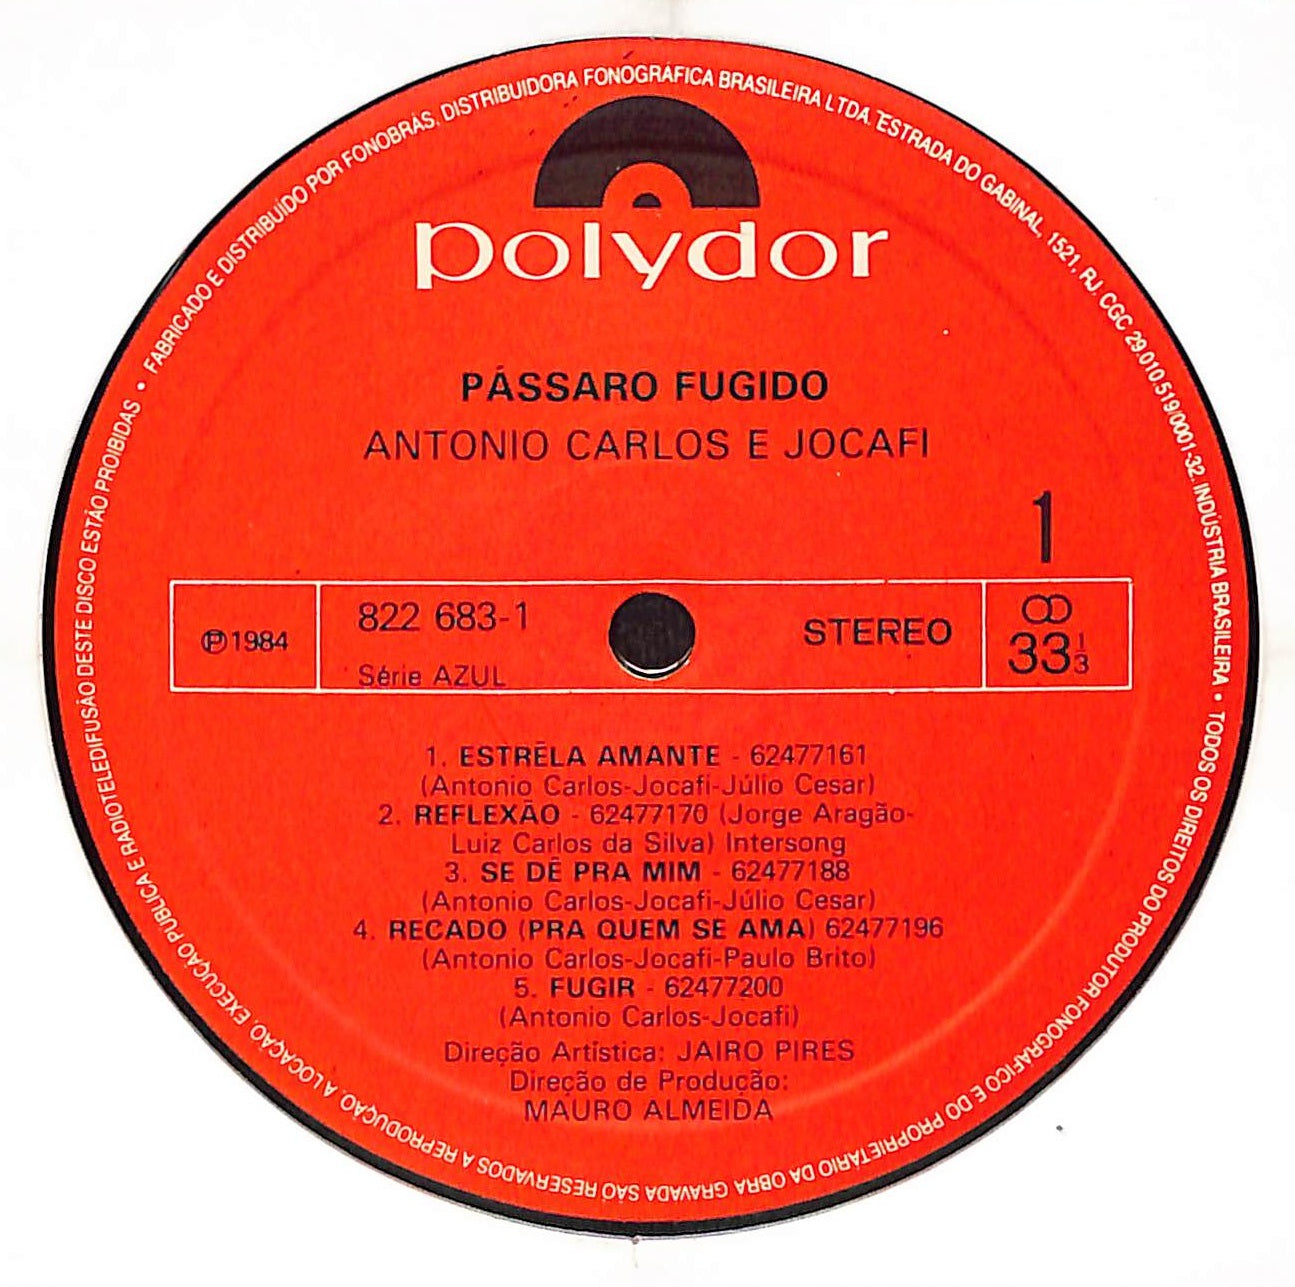 • FABRICADO E DISTRIBUÍDO POR FONOBRÁS, DISTRIBUIDORA FONOGRÁFICA BRASILEIRA LTDA. ESTRADA DO GABINAL, 1521, RJ. CGC 29.010.519/0001-32. INDÚSTRIA BRASILEIRA • TODOS OS DIREITOS DO PRODUTOR FONOGRÁFICO E DO PROPRIETÁRIO DA OBRA GRAVADA SÃO RESERVADOS A REPRODUÇÃO. A LOCAÇÃO. EXECUÇÃO PÚBLICA E RADIOTELEDIFUSÃO DESTE DISCO ESTÃO PROIBIDAS
polydor
PÁSSARO FUGIDO
ANTONIO CARLOS E JOCAFI
1
℗ 1984
822 683-1
Série AZUL
STEREO
33 1/3
1. ESTRÊLA AMANTE - 62477161
(Antonio Carlos-Jocafi-Júlio Cesar)
2. REFLEXÃO - 62477170 (Jorge Aragão-
Luiz Carlos da Silva) Intersong
3. SE DÊ PRA MIM - 62477188
(Antonio Carlos-Jocafi-Júlio Cesar)
4. RECADO (PRA QUEM SE AMA) 62477196
(Antonio Carlos-Jocafi-Paulo Brito)
5. FUGIR - 62477200
(Antonio Carlos-Jocafi)
Direção Artística: JAIRO PIRES
Direção de Produção:
MAURO ALMEIDA